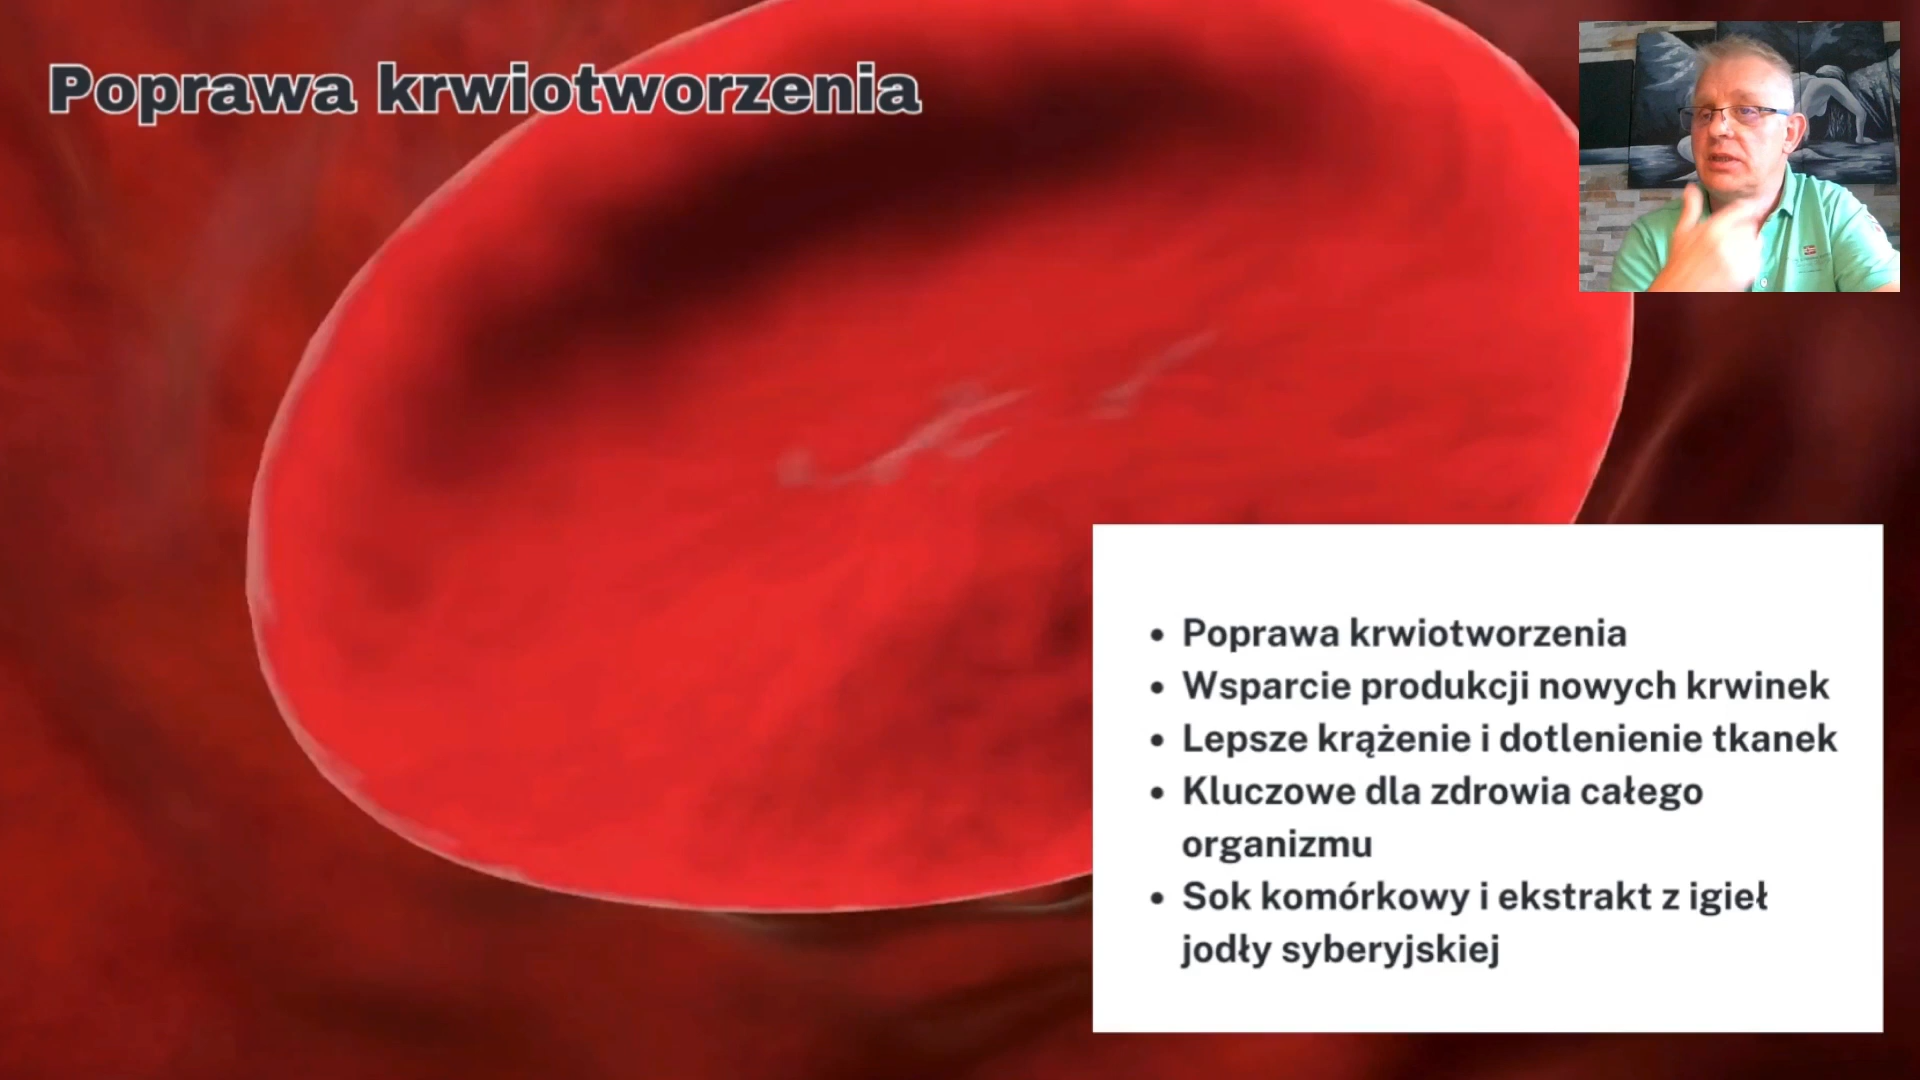 Poprawa krwiotworzenia
• Poprawa krwiotworzenia
• Wsparcie produkcji nowych krwinek
• Lepsze krążenie i dotlenienie tkanek
• Kluczowe dla zdrowia całego
organizmu
• Sok komórkowy i ekstrakt z igieł
jodły syberyjskiej